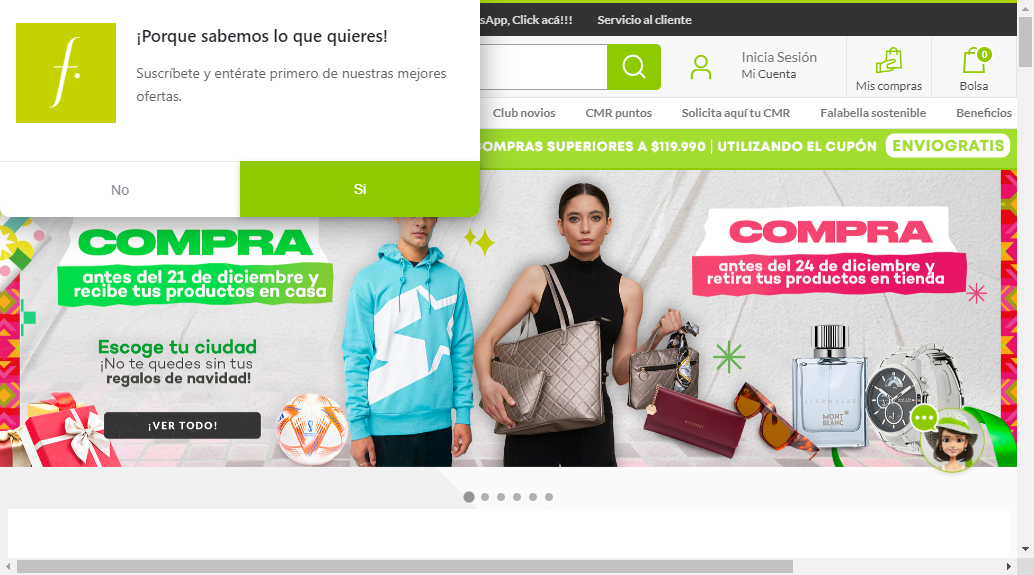 ¡Porque sabemos lo que quieres!
Suscríbete y entérate primero de nuestras mejores
ofertas.
No
Si
sApp, Click acá!!!
Servicio al cliente
Inicia Sesión
Mi Cuenta
Mis compras
0
Bolsa
Club novios
CMR puntos
Solicita aquí tu CMR
Falabella sostenible
Beneficios
COMPRAS SUPERIORES A $119.990 | UTILIZANDO EL CUPÓN
ENVIOGRATIS
COMPRA
antes del 21 de diciembre y
recibe tus productos en casa
Escoge tu ciudad
¡No te quedes sin tus
regalos de navidad!
¡VER TODO!
COMPRA
antes del 24 de diciembre y
retira tus productos en tienda
STARWALKER
MONT
BLANC